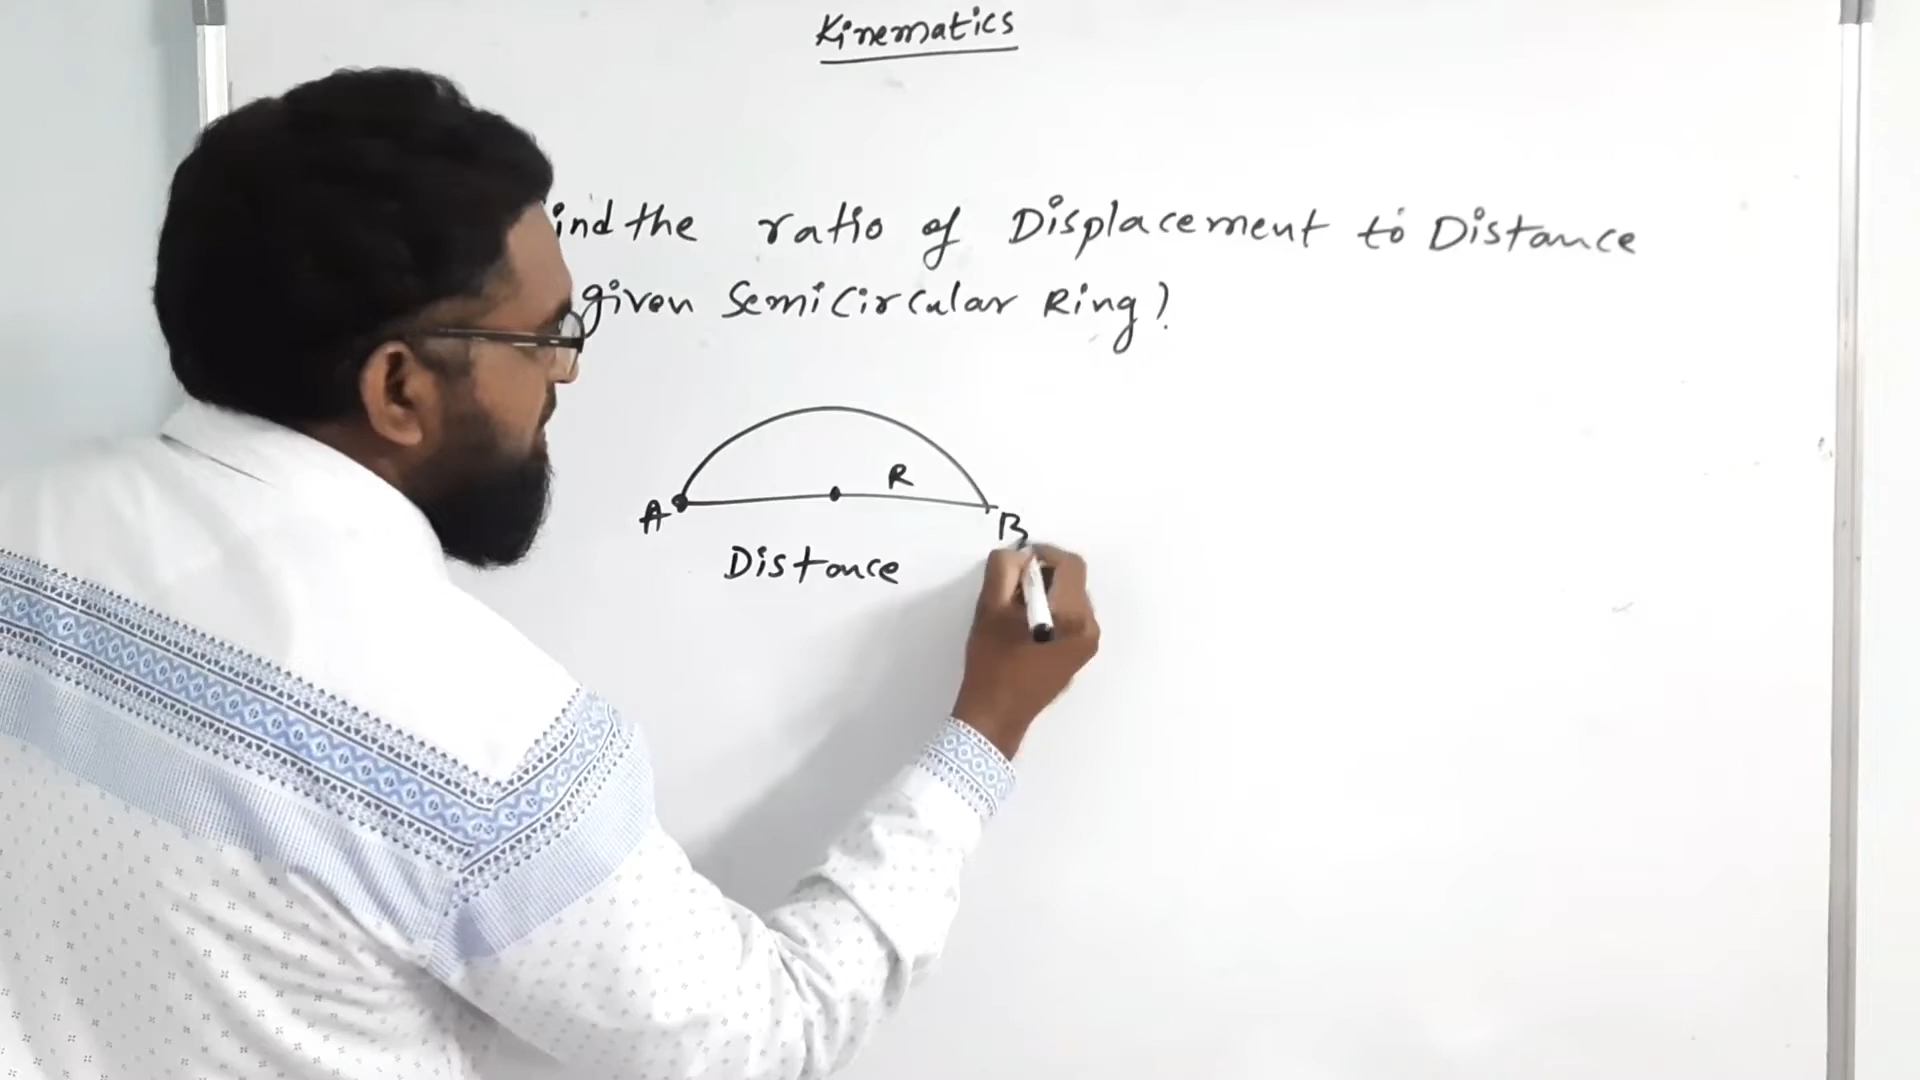 Kinematics
ind the ratio of Displacement to Distance
given Semicircular Ring?
R
A
B
Distance